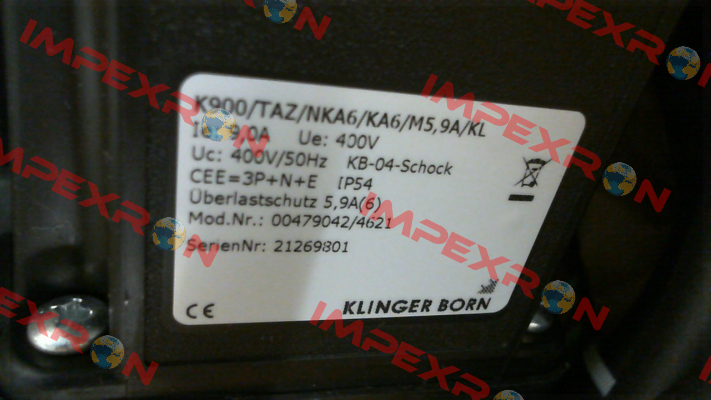 K900/TAZ/NKA6/KA6/M5,9A/KL
Ue: 400V
Uc: 400V/50Hz KB-04-Schock
CEE=3P+N+E IP54
Überlastschutz 5,9A(6)
Mod.Nr.: 00479042/4621
SerienNr: 21269801
CE KLINGER BORN
IMPEXRON
IMPEXRON
IMPEXRON
IMPEXRON
IMPEXRON
IMPEXRON